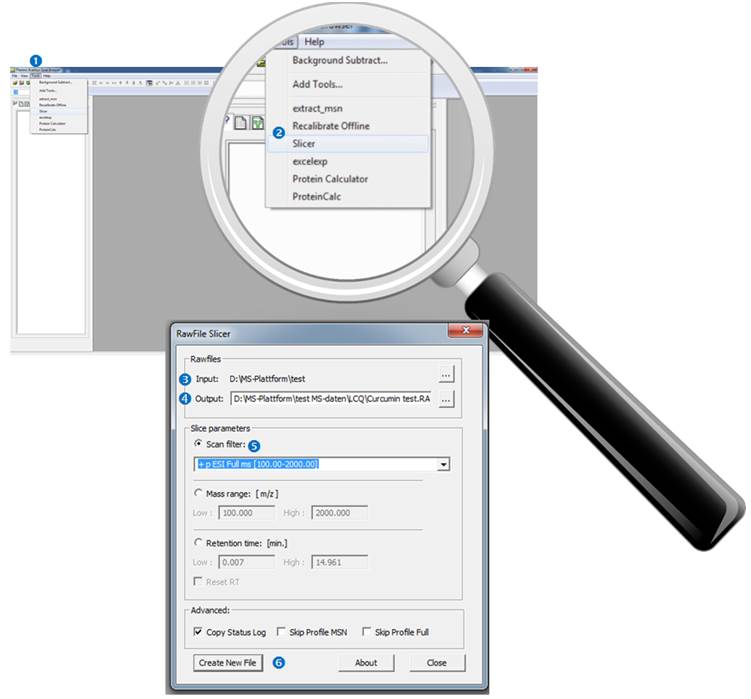 1
Thermo Xcalibur Qual Browser
File View Tools Help
Background Subtract...
Add Tools...
extract_msn
Recalibrate Offline
Slicer
excelexp
Protein Calculator
ProteinCalc
rowser
ols Help
Background Subtract...
Add Tools...
extract_msn
Recalibrate Offline
2 Slicer
excelexp
Protein Calculator
ProteinCalc
RawFile Slicer
Rawfiles
3 Input: D:\MS-Plattform\test
...
4 Output: D:\MS-Plattform\test MS-daten\LCQ\Curcumin test.RA
...
Slice parameters
Scan filter: 5
+ p ESI Full ms [100.00-2000.00]
Mass range: [ m/z ]
Low : 100.000 High : 2000.000
Retention time: [min.]
Low : 0.007 High : 14.961
Reset RT
Advanced:
Copy Status Log Skip Profile MSN Skip Profile Full
Create New File 6 About Close